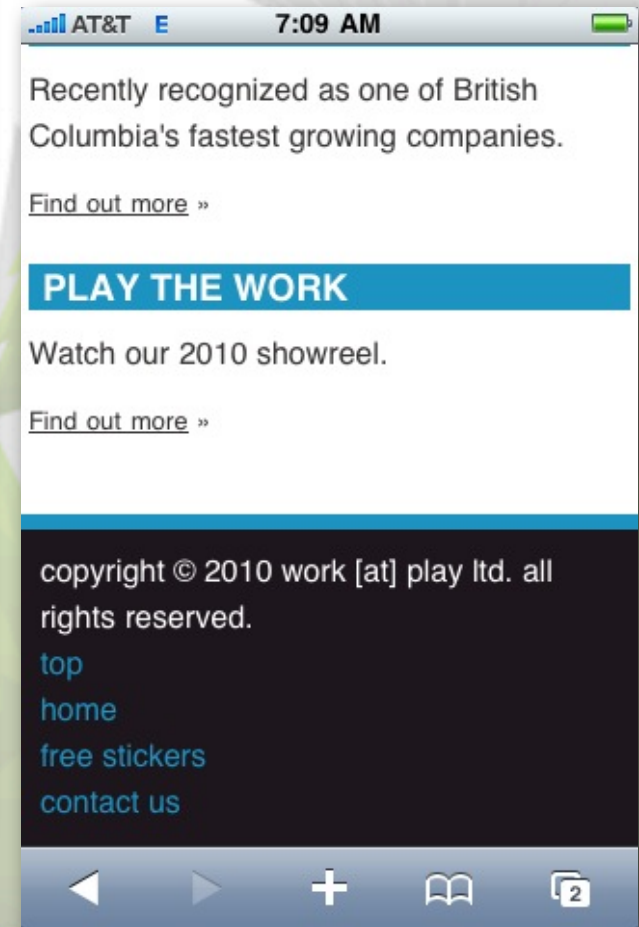 AT&T E 7:09 AM
Recently recognized as one of British
Columbia's fastest growing companies.
Find out more »
PLAY THE WORK
Watch our 2010 showreel.
Find out more »
copyright © 2010 work [at] play ltd. all
rights reserved.
top
home
free stickers
contact us
2